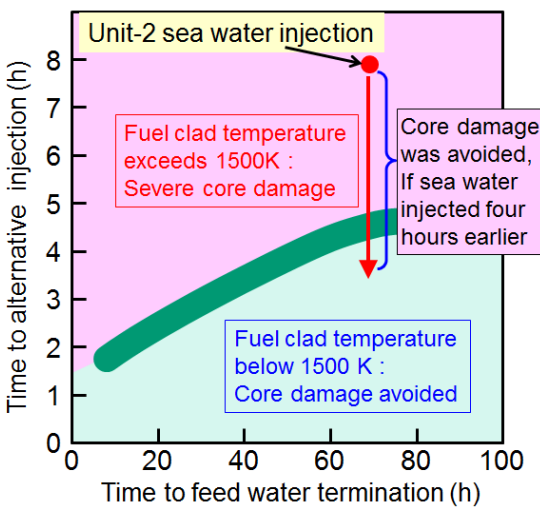 Unit-2 sea water injection
Fuel clad temperature
exceeds 1500K :
Severe core damage
Core damage
was avoided,
If sea water
injected four
hours earlier
Fuel clad temperature
below 1500 K :
Core damage avoided
Time to alternative injection (h)
8
7
6
5
4
3
2
1
0
0 20 40 60 80 100
Time to feed water termination (h)